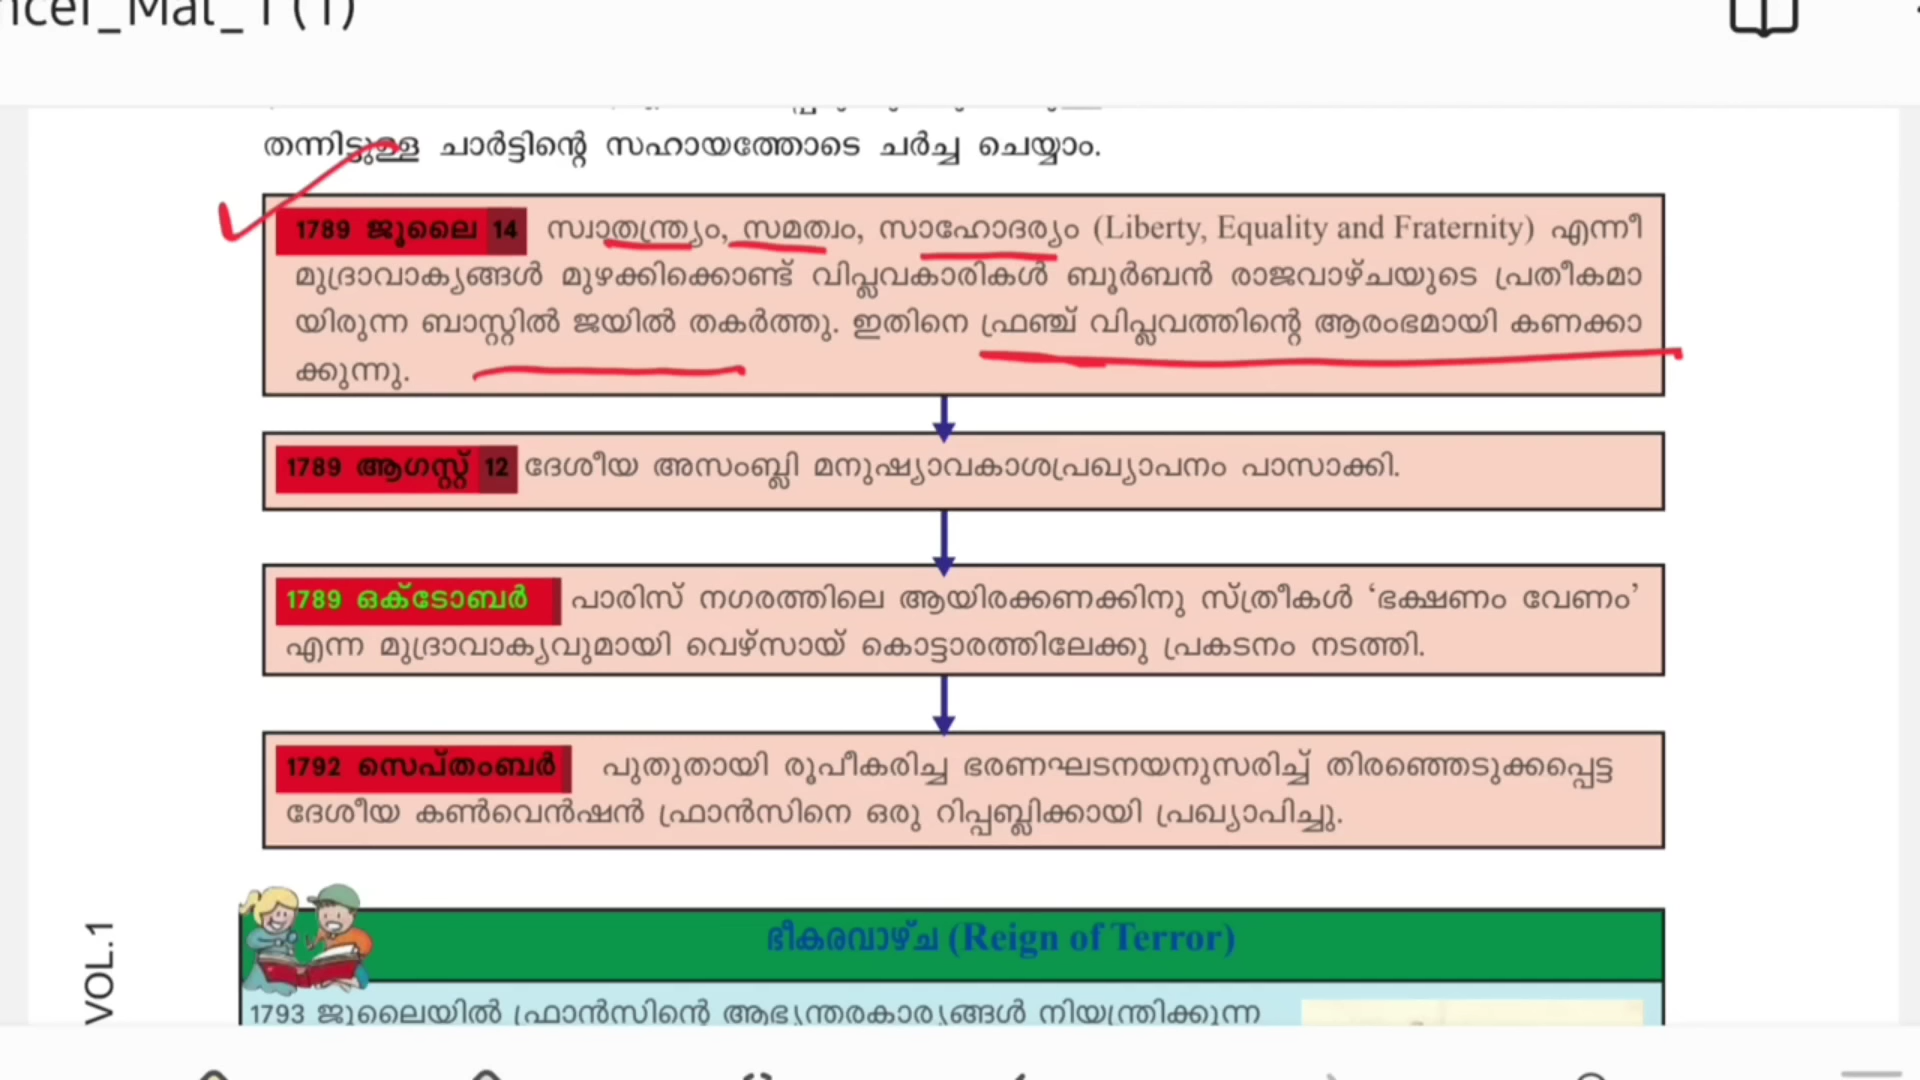 തന്നിട്ടുള്ള ചാർട്ടിന്റെ സഹായത്തോടെ ചർച്ച ചെയ്യാം.
1789 ജൂലൈ 14 സ്വാതന്ത്ര്യം, സമത്വം, സാഹോദര്യം (Liberty, Equality and Fraternity) എന്നീ
മുദ്രാവാക്യങ്ങൾ മുഴക്കിക്കൊണ്ട് വിപ്ലവകാരികൾ ബൂർബൻ രാജവാഴ്ചയുടെ പ്രതീകമാ
യിരുന്ന ബാസ്റ്റിൽ ജയിൽ തകർത്തു. ഇതിനെ ഫ്രഞ്ച് വിപ്ലവത്തിന്റെ ആരംഭമായി കണക്കാ
ക്കുന്നു.
1789 ആഗസ്റ്റ് 12 ദേശീയ അസംബ്ലി മനുഷ്യാവകാശപ്രഖ്യാപനം പാസാക്കി.
1789 ഒക്ടോബർ പാരിസ് നഗരത്തിലെ ആയിരക്കണക്കിനു സ്ത്രീകൾ ‘ഭക്ഷണം വേണം’
എന്ന മുദ്രാവാക്യവുമായി വെഴ്സായ് കൊട്ടാരത്തിലേക്കു പ്രകടനം നടത്തി.
1792 സെപ്തംബർ പുതുതായി രൂപീകരിച്ച ഭരണഘടനയനുസരിച്ച് തിരഞ്ഞെടുക്കപ്പെട്ട
ദേശീയ കൺവെൻഷൻ ഫ്രാൻസിനെ ഒരു റിപ്പബ്ലിക്കായി പ്രഖ്യാപിച്ചു.
ഭീകരവാഴ്ച (Reign of Terror)
1793 ജൂലൈയിൽ ഫ്രാൻസിന്റെ ആഭ്യന്തരകാര്യങ്ങൾ നിയന്ത്രിക്കുന്ന
VOL.1